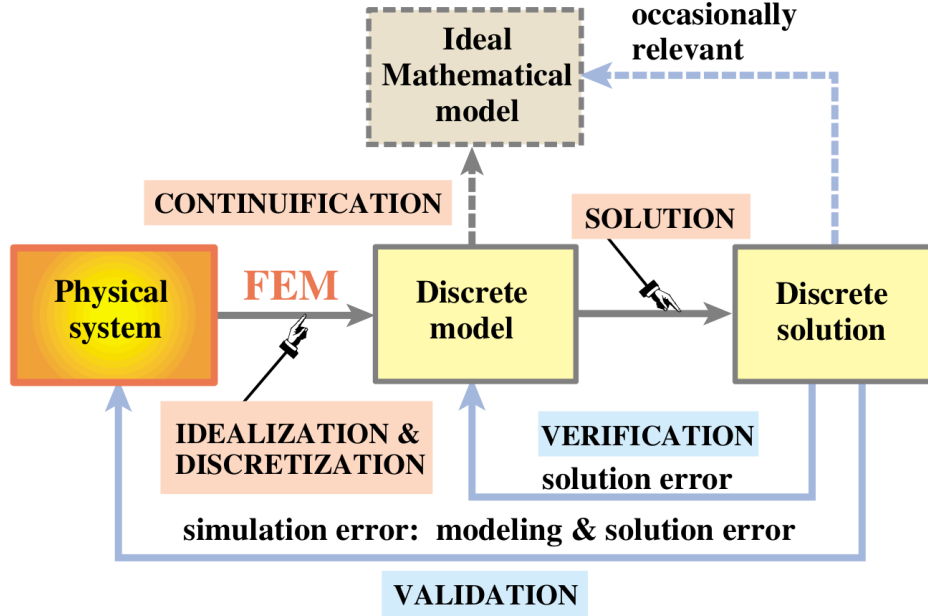 occasionally
relevant
Ideal
Mathematical
model
CONTINUIFICATION
SOLUTION
Physical
system
FEM
Discrete
model
Discrete
solution
IDEALIZATION &
DISCRETIZATION
VERIFICATION
solution error
simulation error: modeling & solution error
VALIDATION